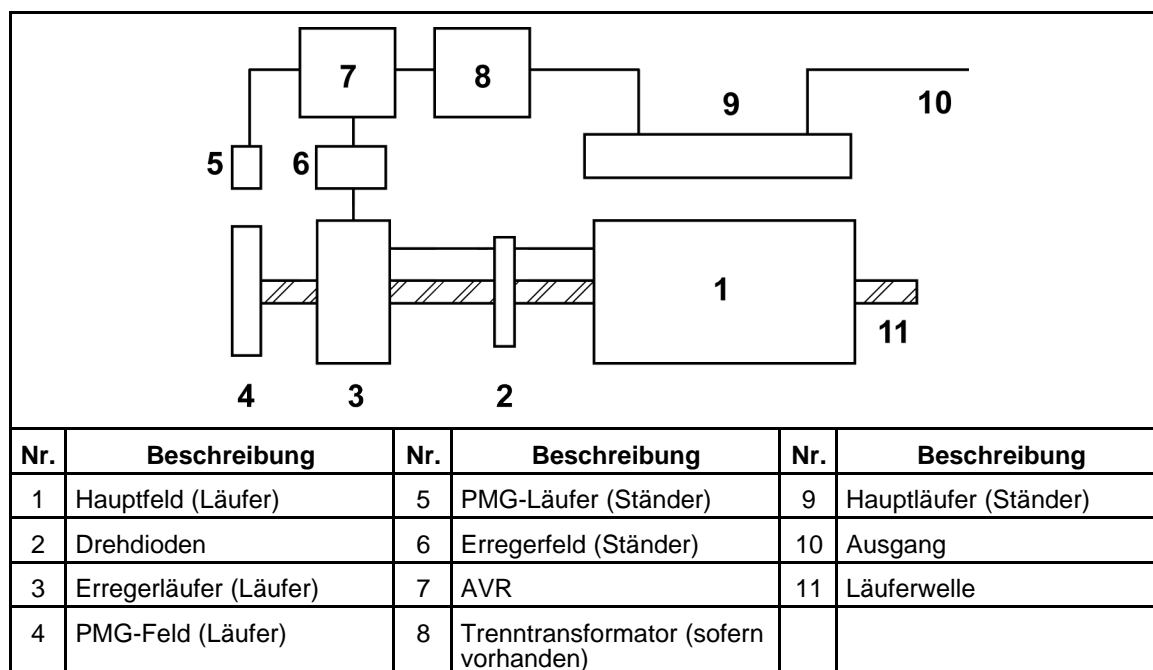 7 8
9 10
5 6
1
11
4 3 2
Nr. Beschreibung Nr. Beschreibung Nr. Beschreibung
1 Hauptfeld (Läufer) 5 PMG-Läufer (Ständer) 9 Hauptläufer (Ständer)
2 Drehdioden 6 Erregerfeld (Ständer) 10 Ausgang
3 Erregerläufer (Läufer) 7 AVR 11 Läuferwelle
4 PMG-Feld (Läufer) 8 Trenntransformator (sofern
vorhanden)